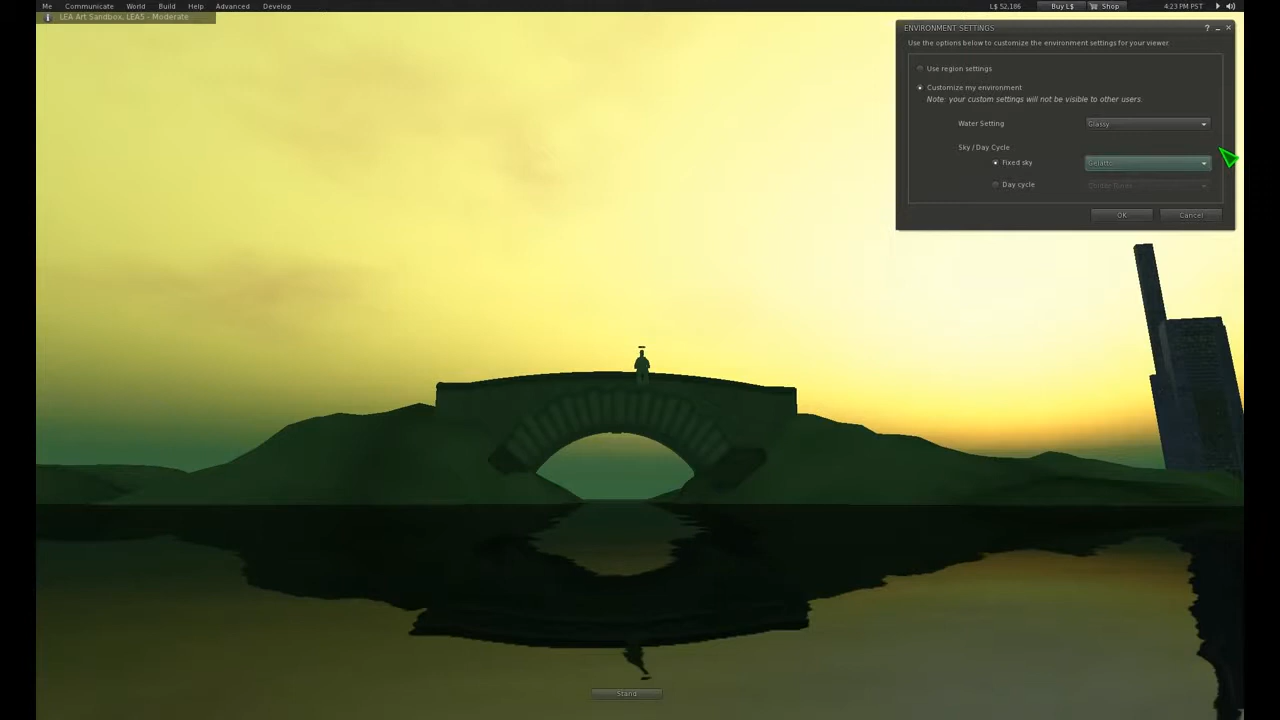 Me Communicate World Build Help Advanced Develop L$ 52,186 Buy L$ Shop 4:23 PM PST
LEA Art Sandbox, LEA5 - Moderate
ENVIRONMENT SETTINGS
Use the options below to customize the environment settings for your viewer.
Use region settings
Customize my environment
Note: your custom settings will not be visible to other users.
Water Setting Glassy
Sky / Day Cycle
Fixed sky Gelatto
Day cycle
OK Cancel
Stand